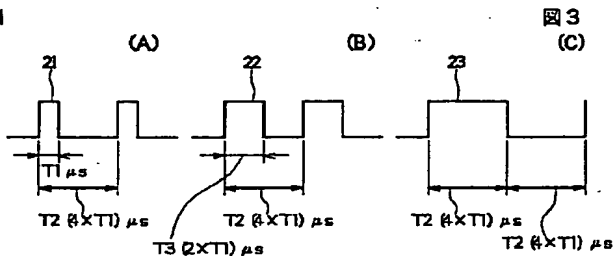 図3
(A)
(B)
(C)
21
22
23
T1 μs
T2 (4×T1) μs
T3 (2×T1) μs
T2 (4×T1) μs
T2 (4×T1) μs
T2 (4×T1) μs